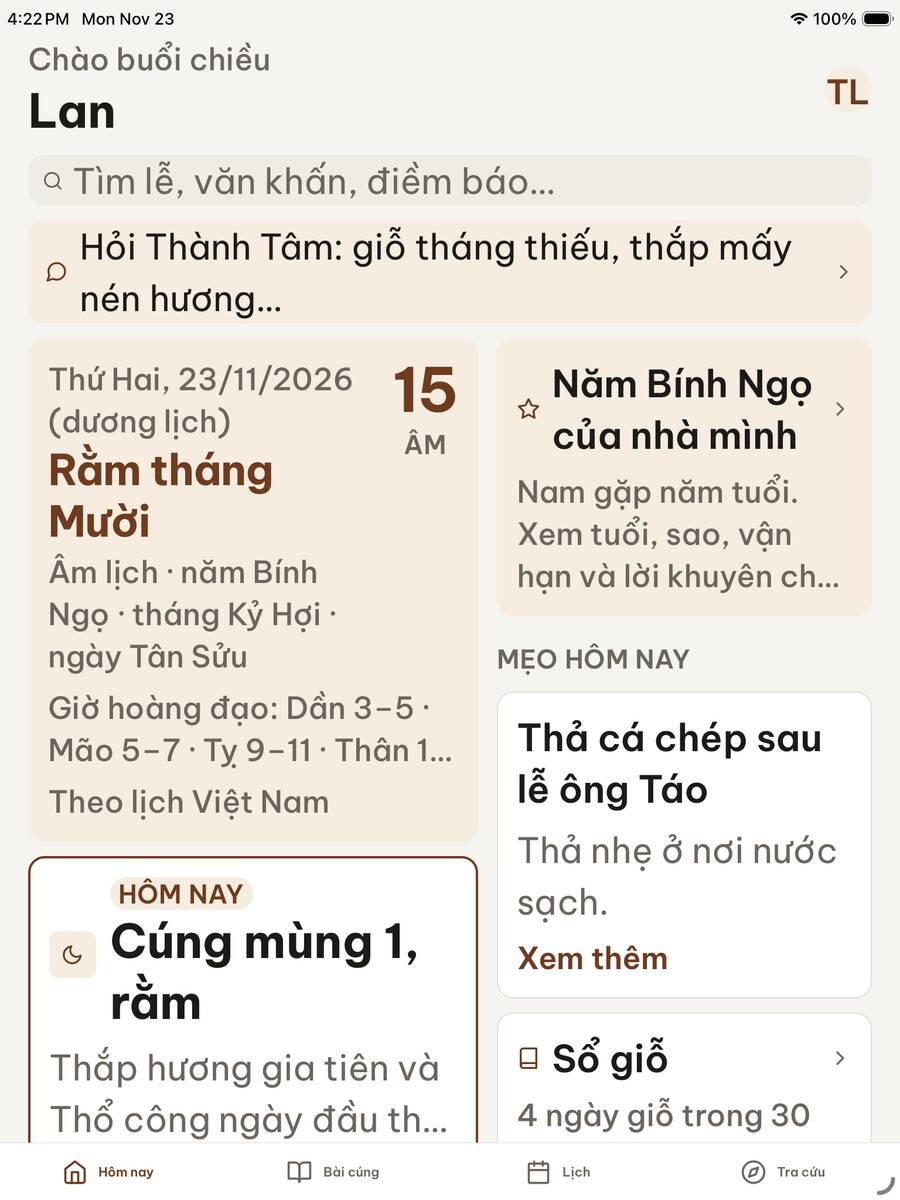 4:22 PM Mon Nov 23
100%
Chào buổi chiều
Lan
TL
Tìm lễ, văn khấn, điềm báo...
Hỏi Thành Tâm: giỗ tháng thiếu, thắp mấy
nén hương...
Thứ Hai, 23/11/2026
(dương lịch)
15
ÂM
Rằm tháng
Mười
Âm lịch · năm Bính
Ngọ · tháng Kỷ Hợi ·
ngày Tân Sửu
Giờ hoàng đạo: Dần 3–5 ·
Mão 5–7 · Tỵ 9–11 · Thân 1...
Theo lịch Việt Nam
HÔM NAY
Cúng mùng 1,
rằm
Thắp hương gia tiên và
Thổ công ngày đầu th...
Năm Bính Ngọ
của nhà mình
Nam gặp năm tuổi.
Xem tuổi, sao, vận
hạn và lời khuyên ch...
MẸO HÔM NAY
Thả cá chép sau
lễ ông Táo
Thả nhẹ ở nơi nước
sạch.
Xem thêm
Sổ giỗ
4 ngày giỗ trong 30
Hôm nay
Bài cúng
Lịch
Tra cứu